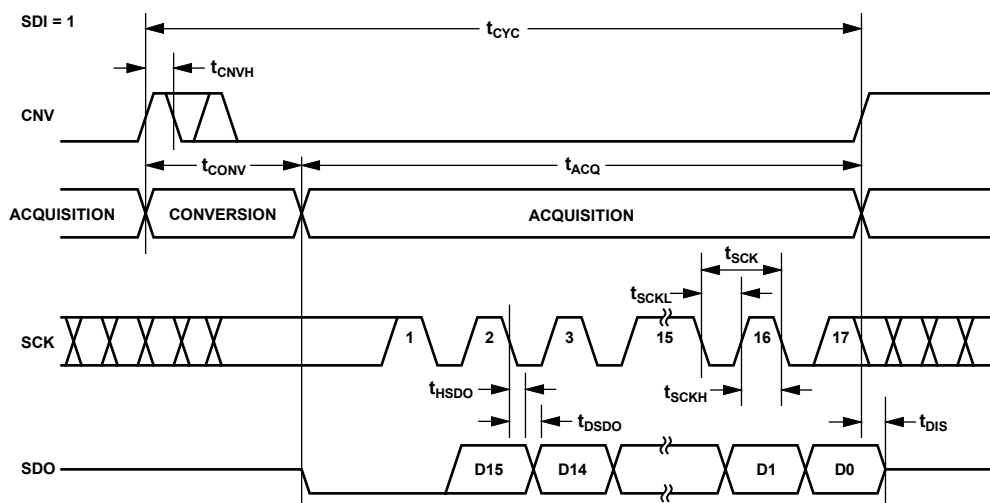 SDI = 1
tCYC
tCNVH
CNV
tCONV
tACQ
ACQUISITION CONVERSION ACQUISITION
tSCK
tSCKL
SCK 1 2 3 15 16 17
tHSDO
tSCKH
tDSDO
tDIS
SDO D15 D14 D1 D0